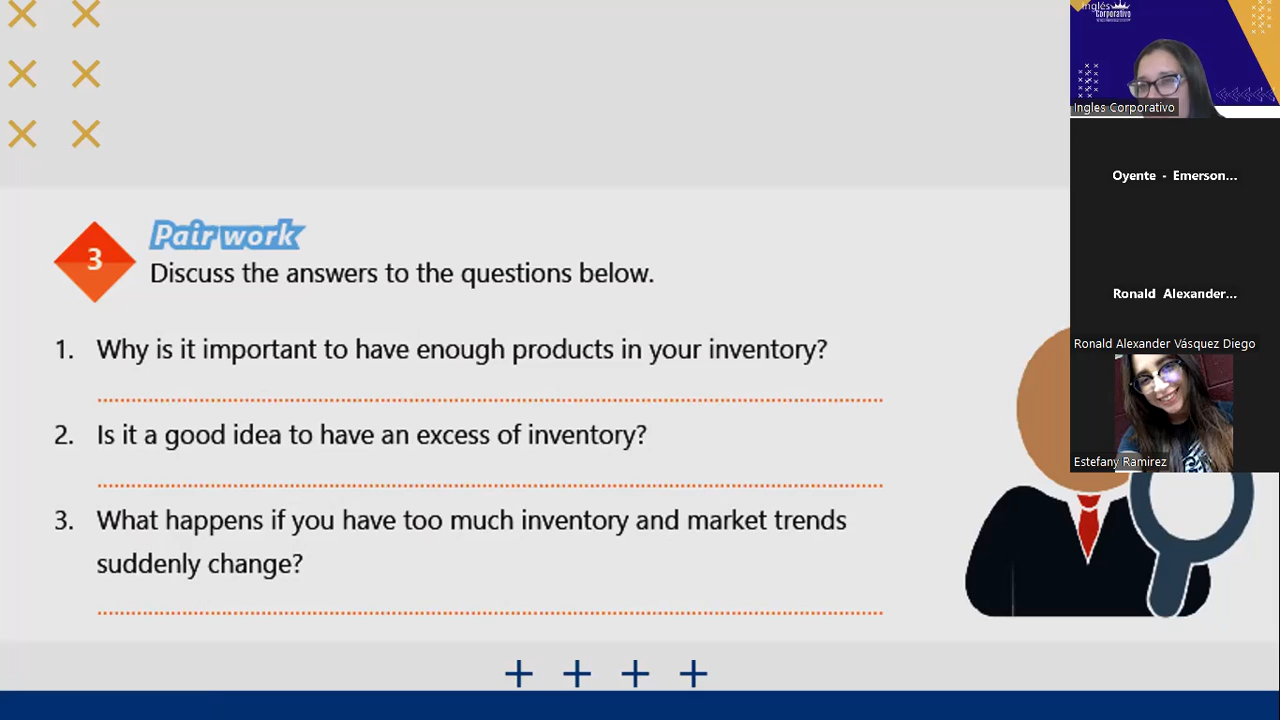 3
Pair work
Discuss the answers to the questions below.
1. Why is it important to have enough products in your inventory?
2. Is it a good idea to have an excess of inventory?
3. What happens if you have too much inventory and market trends
suddenly change?
Inglés
corporativo
Ingles Corporativo
Oyente - Emerson...
Ronald Alexander...
Ronald Alexander Vásquez Diego
Estefany Ramirez